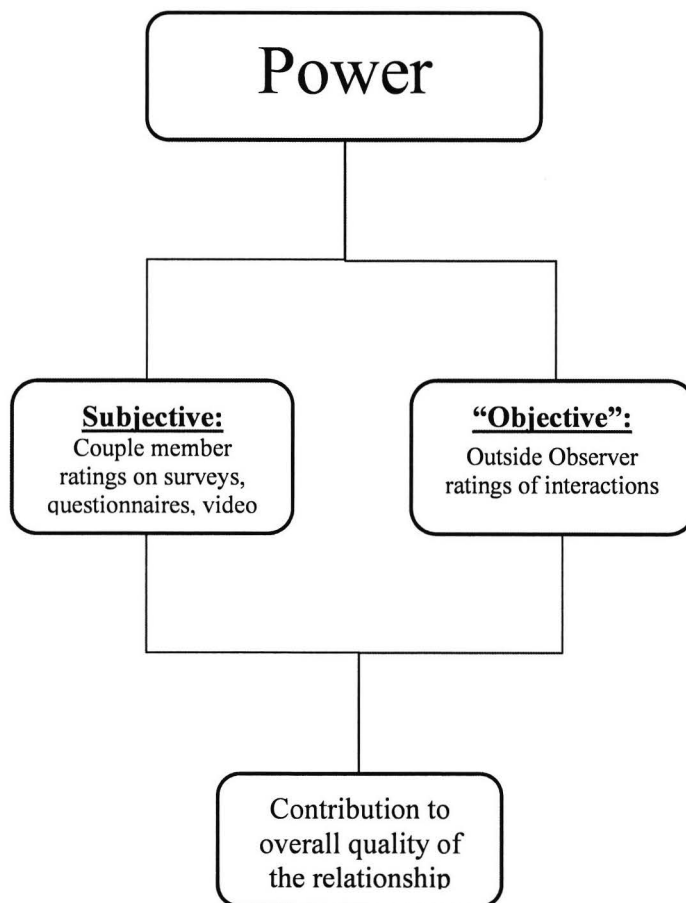 Power
Subjective:
Couple member
ratings on surveys,
questionnaires, video
“Objective”:
Outside Observer
ratings of interactions
Contribution to
overall quality of
the relationship